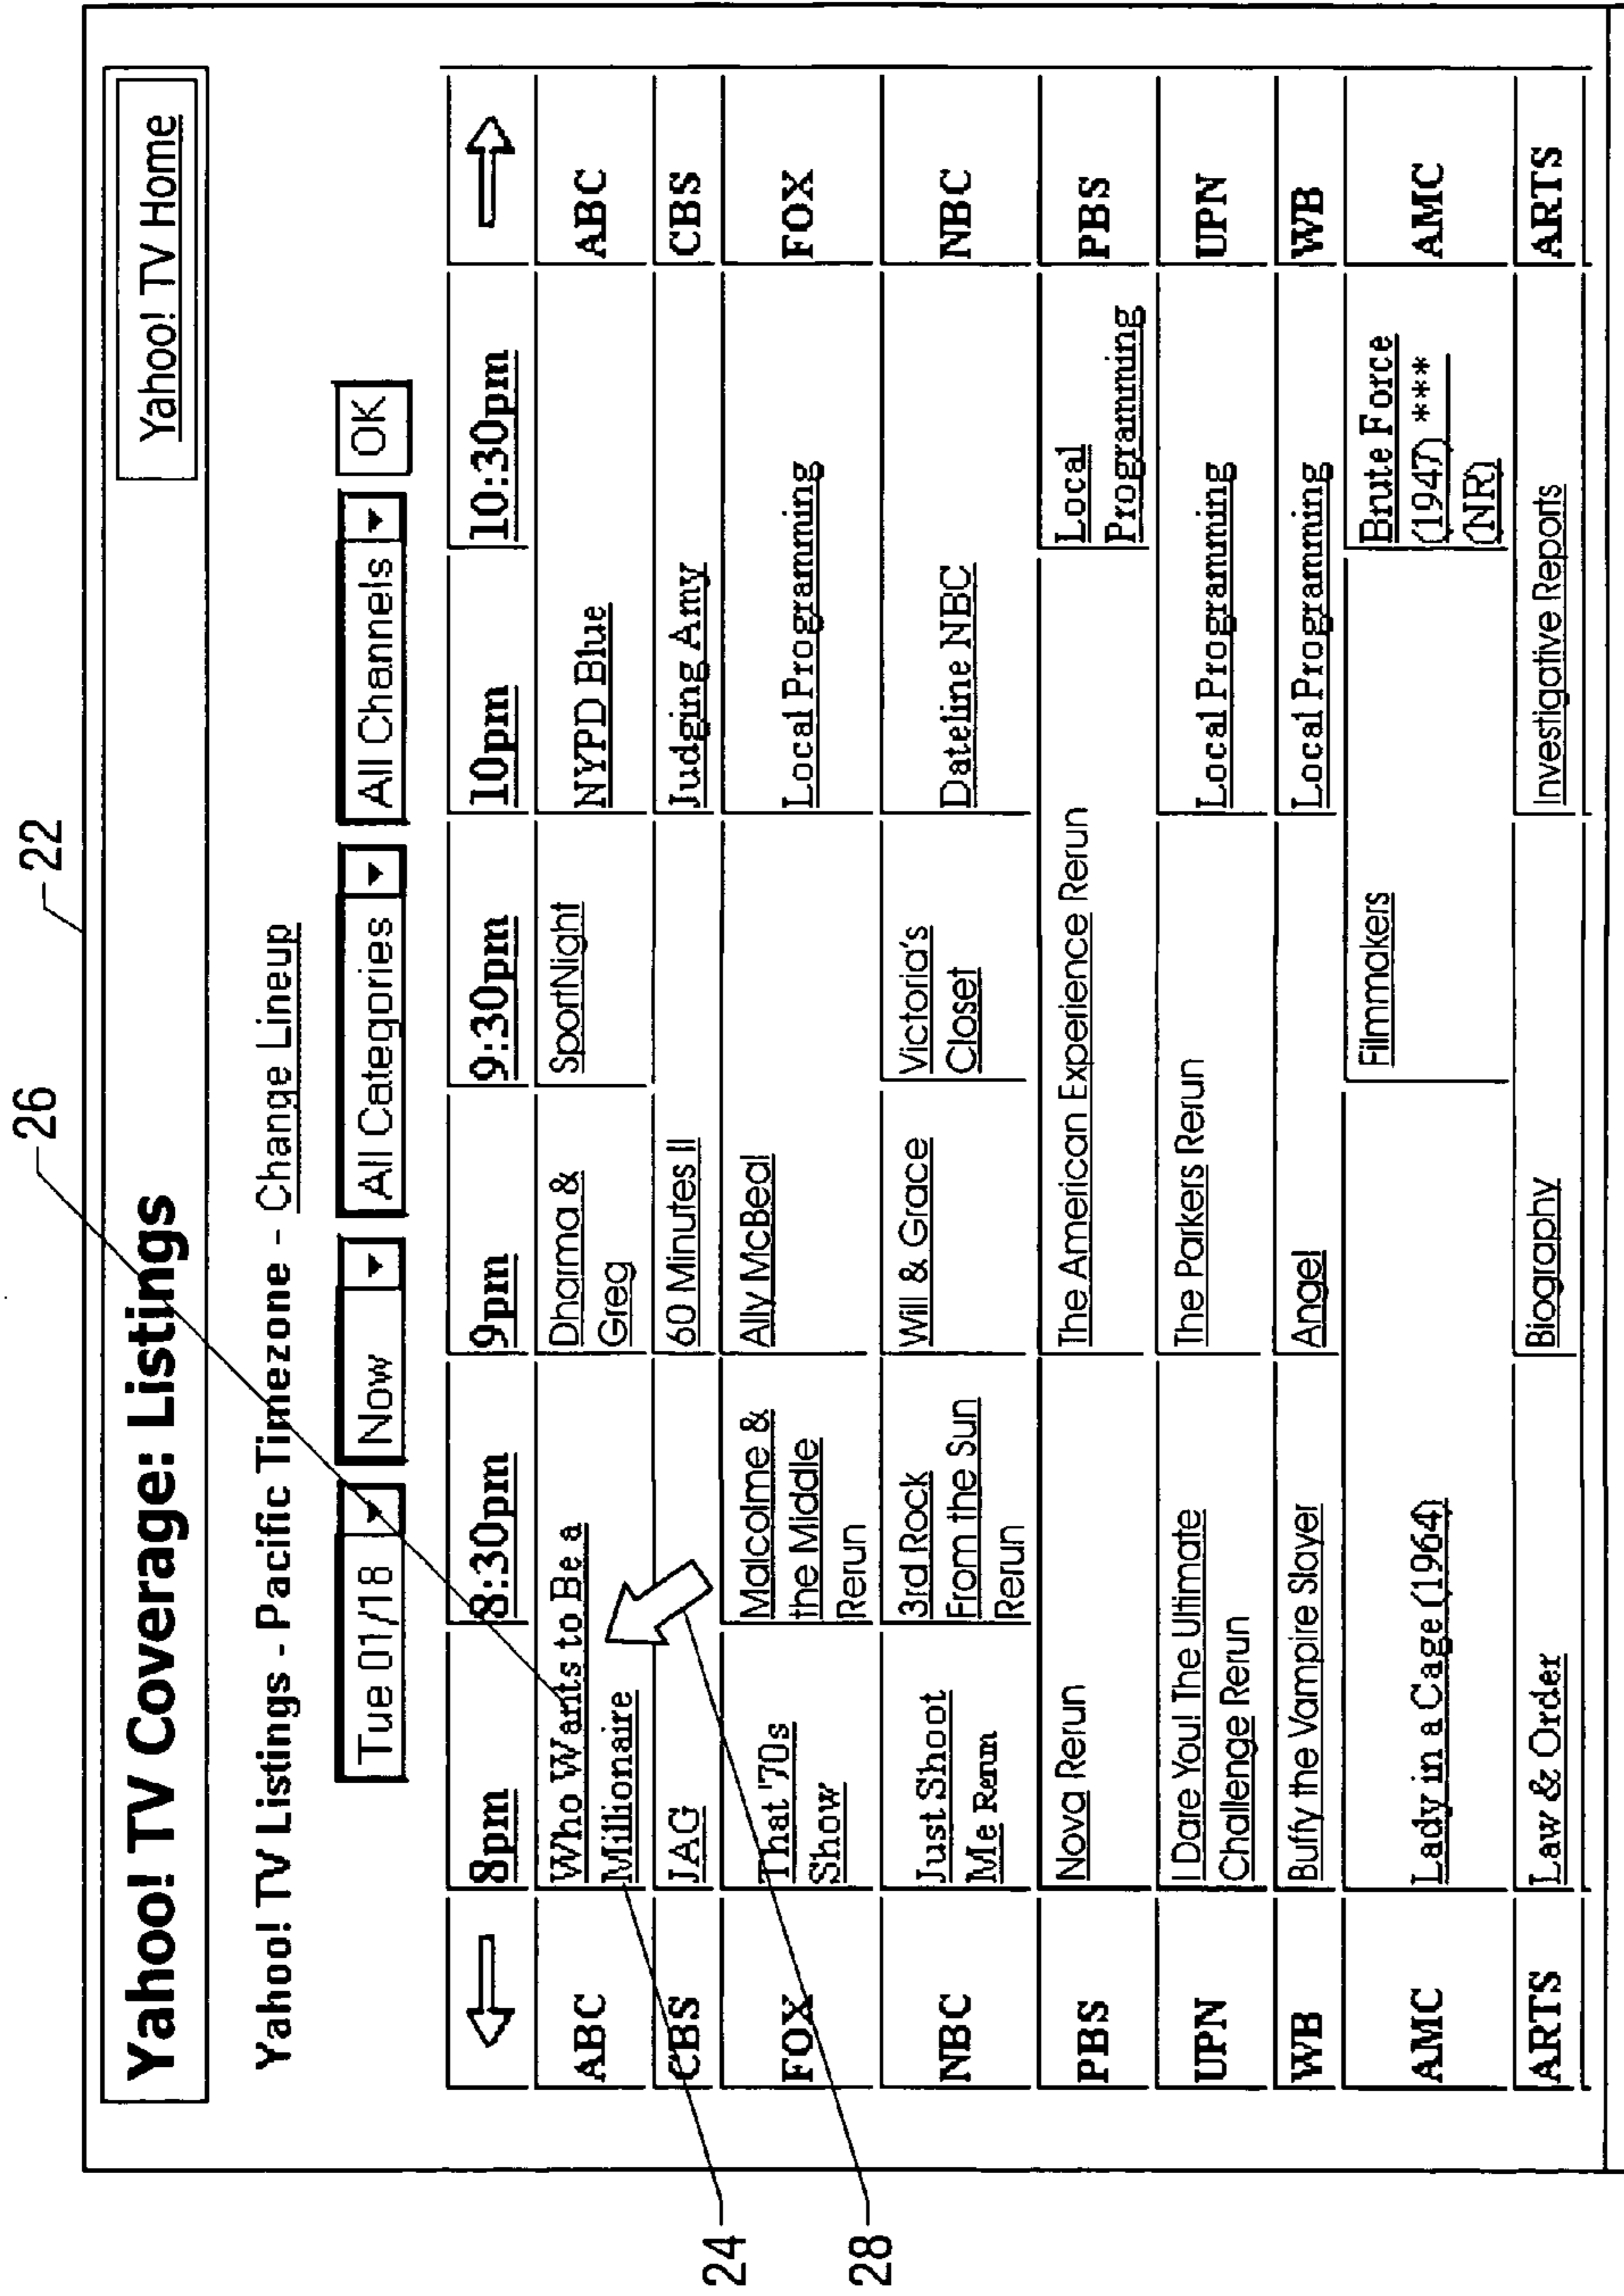 22
26
Yahoo! TV Coverage: Listings
Yahoo! TV Home
Yahoo! TV Listings - Pacific Timezone - Change Lineup
Tue 01/18 Now All Categories All Channels OK
8pm 8:30pm 9pm 9:30pm 10pm 10:30pm
ABC Who Wants to Be a Millionaire Dharma & Greg SportNight NYPD Blue ABC
CBS JAG 60 Minutes II Judging Amy CBS
FOX That '70s Show Malcolme & the Middle Rerun Ally McBeal Local Programming FOX
NBC Just Shoot Me Rerun 3rd Rock From the Sun Rerun Will & Grace Victoria's Closet Dateline NBC NBC
PBS Nova Rerun The American Experience Rerun Local Programming PBS
UPN I Dare You! The Ultimate Challenge Rerun The Parkers Rerun Local Programming UPN
WB Buffy the Vampire Slayer Angel Local Programming WB
AMC Lady in a Cage (1964) Filmmakers Brute Force (1947) *** (NR) AMC
ARTS Law & Order Biography Investigative Reports ARTS
24
28